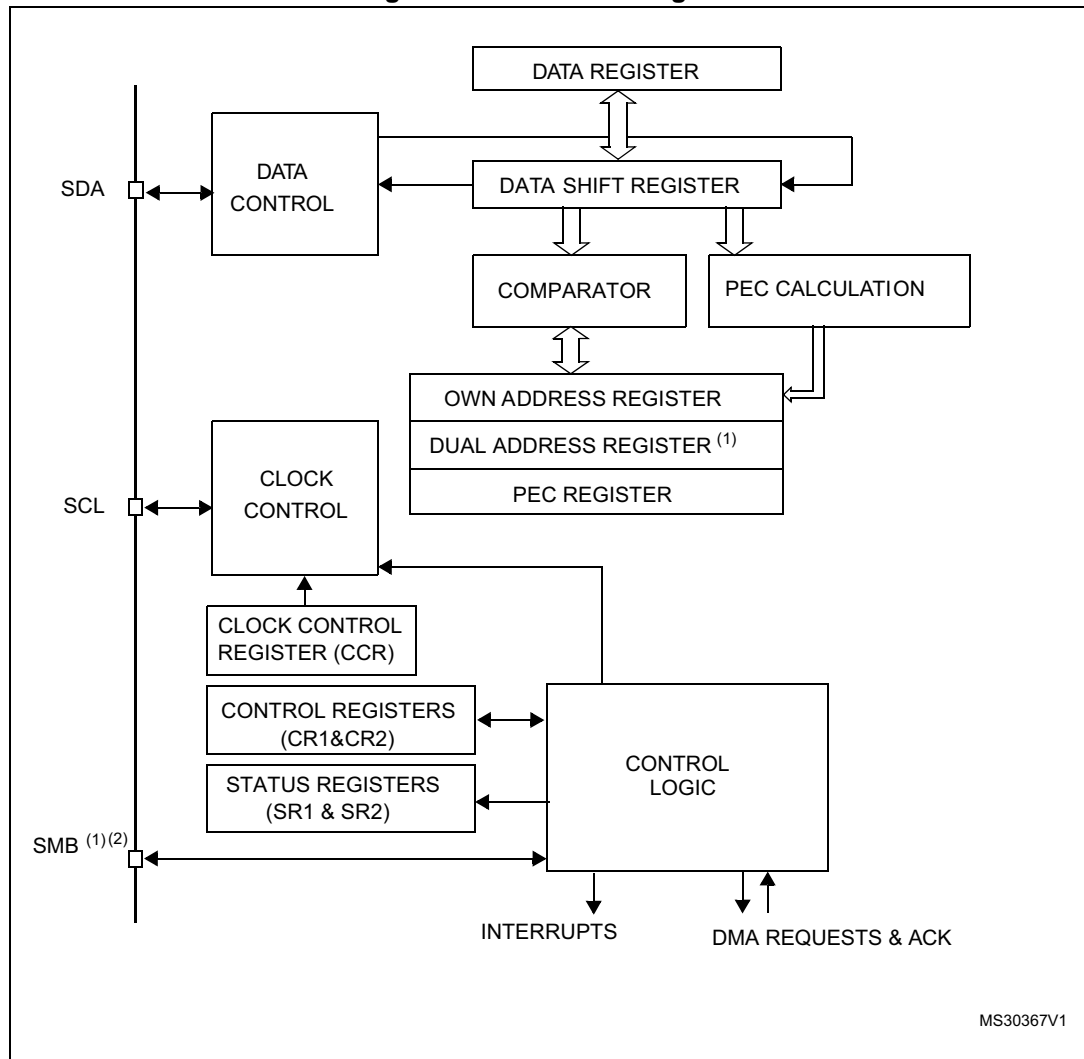 DATA REGISTER
DATA
CONTROL
SDA
DATA SHIFT REGISTER
COMPARATOR
PEC CALCULATION
OWN ADDRESS REGISTER
DUAL ADDRESS REGISTER (1)
PEC REGISTER
CLOCK
CONTROL
SCL
CLOCK CONTROL
REGISTER (CCR)
CONTROL REGISTERS
(CR1&CR2)
STATUS REGISTERS
(SR1 & SR2)
CONTROL
LOGIC
SMB (1)(2)
INTERRUPTS
DMA REQUESTS & ACK
MS30367V1